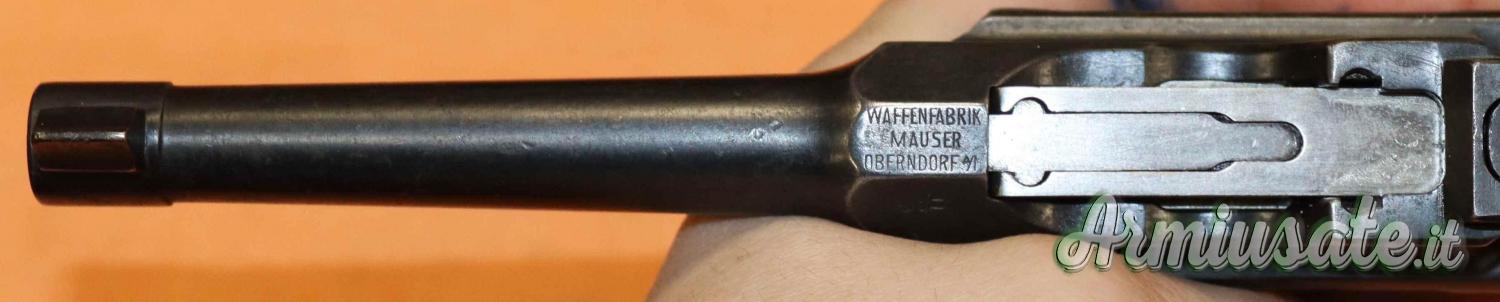 WAFFENFABRIK
MAUSER
OBERNDORF A/N
Armiusate.it